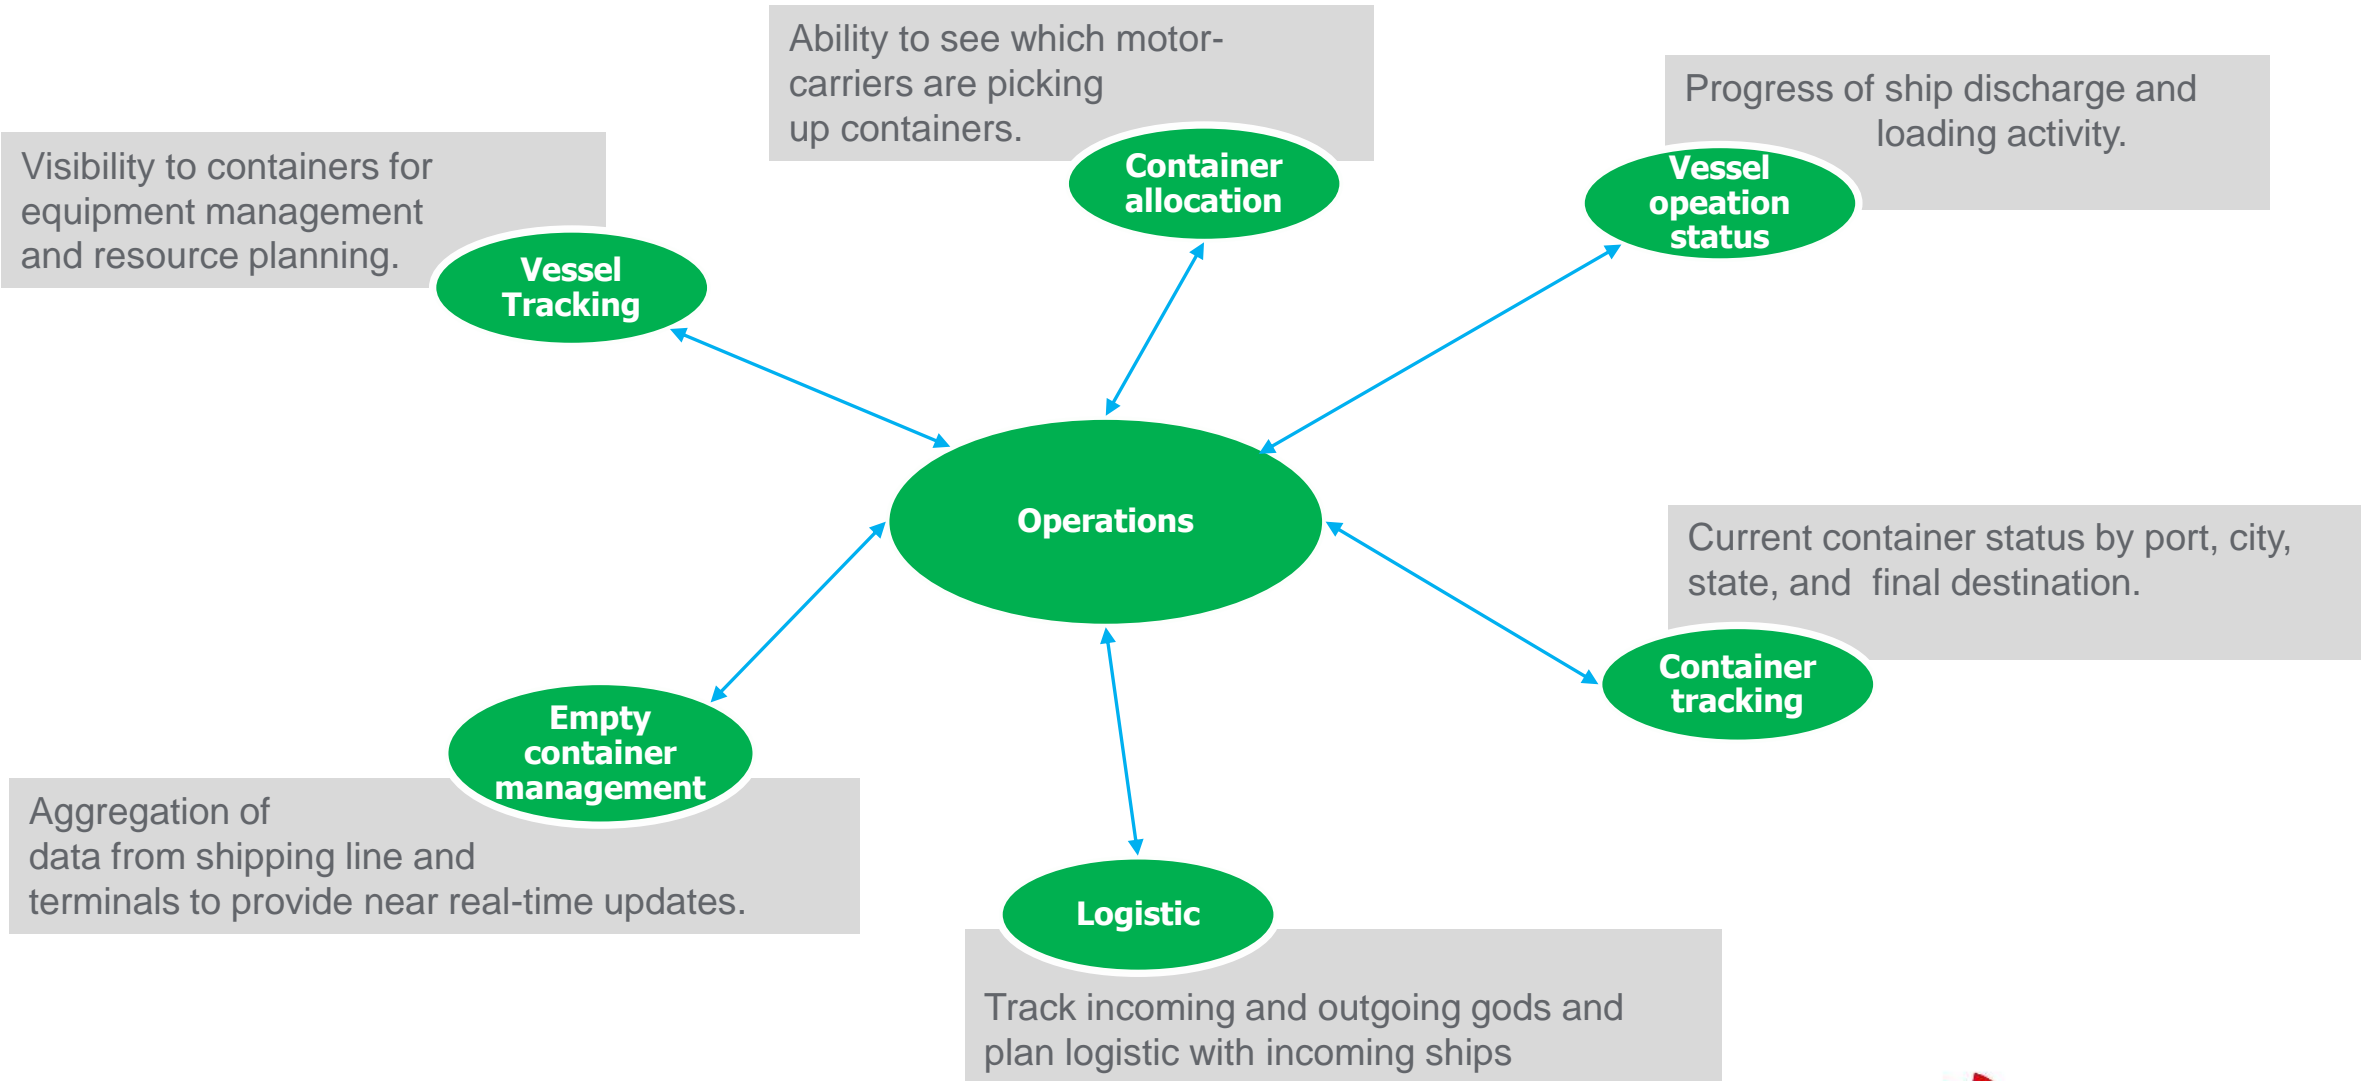 Ability to see which motor-
carriers are picking
up containers.
Container
allocation
Progress of ship discharge and
loading activity.
Vessel
opeation
status
Visibility to containers for
equipment management
and resource planning.
Vessel
Tracking
Operations
Current container status by port, city,
state, and  final destination.
Container
tracking
Empty
container
management
Aggregation of
data from shipping line and
terminals to provide near real-time updates.
Logistic
Track incoming and outgoing gods and
plan logistic with incoming ships